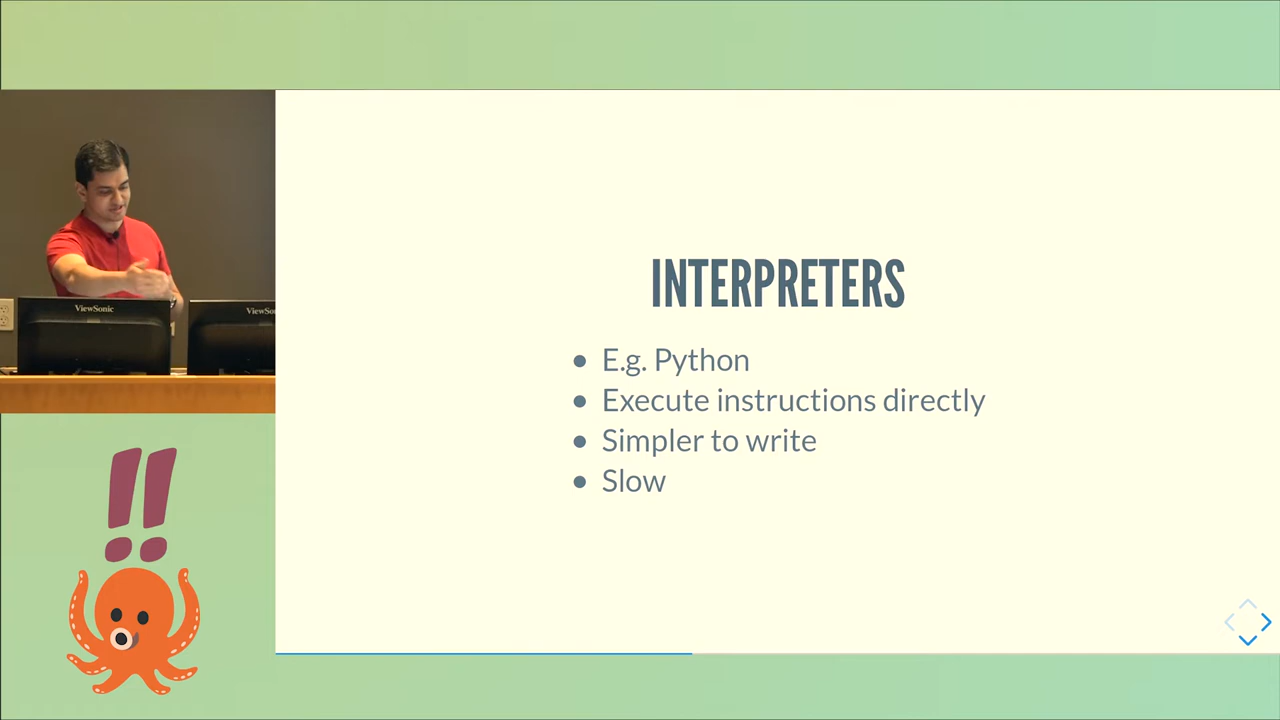 INTERPRETERS
E.g. Python
Execute instructions directly
Simpler to write
Slow
ViewSonic
ViewSo
!!